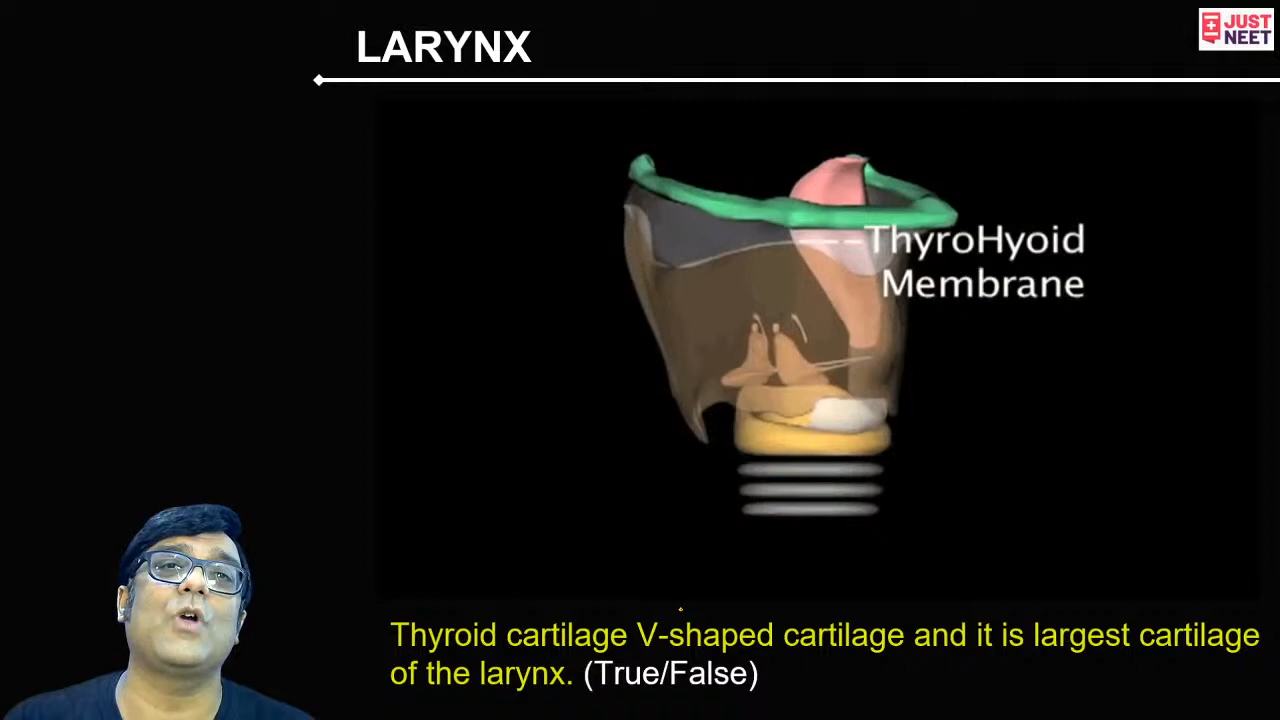 LARYNX
JUST
NEET
ThyroHyoid
Membrane
Thyroid cartilage V-shaped cartilage and it is largest cartilage
of the larynx. (True/False)